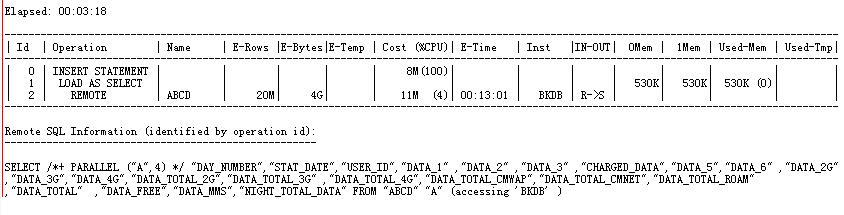 Elapsed: 00:03:18
| Id | Operation | Name | E-Rows |E-Bytes|E-Temp | Cost (%CPU)| E-Time | Inst |IN-OUT| OMem | 1Mem | Used-Mem | Used-Tmp|
| 0 | INSERT STATEMENT | | | | | 8M(100)| | | | | | | |
| 1 | LOAD AS SELECT | | | | | | | | | 530K| 530K| 530K (0)| |
| 2 | REMOTE | ABCD | 20M| 4G| | 11M (4)| 00:13:01 | BKDB | R->S | | | | |
Remote SQL Information (identified by operation id):
SELECT /*+ PARALLEL ("A",4) */ "DAY_NUMBER","STAT_DATE","USER_ID","DATA_1" ,"DATA_2" ,"DATA_3" ,"CHARGED_DATA","DATA_5","DATA_6" ,"DATA_2G"
,"DATA_3G","DATA_4G","DATA_TOTAL_2G","DATA_TOTAL_3G" ,"DATA_TOTAL_4G","DATA_TOTAL_CMWAP","DATA_TOTAL_CMNET","DATA_TOTAL_ROAM"
,"DATA_TOTAL" ,"DATA_FREE","DATA_MMS","NIGHT_TOTAL_DATA" FROM "ABCD" "A" (accessing 'BKDB' )